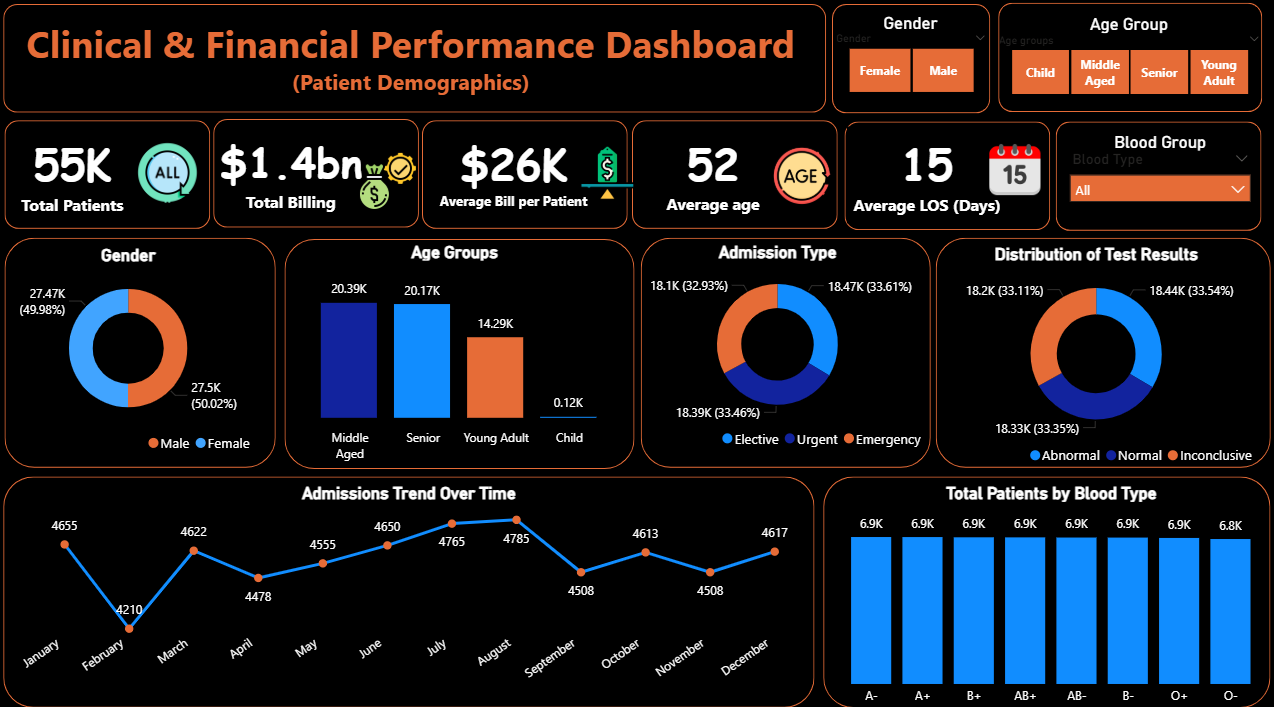 Clinical & Financial Performance Dashboard
(Patient Demographics)
Gender
Gender
Female
Male
Age Group
Age groups
Child
Middle
Aged
Senior
Young
Adult
55K
Total Patients
ALL
$1.4bn
Total Billing
$
$26K
Average Bill per Patient
$
52
Average age
AGE
15
Average LOS (Days)
15
Blood Group
Blood Type
All
Gender
27.47K
(49.98%)
27.5K
(50.02%)
Male
Female
Age Groups
20.39K
20.17K
14.29K
0.12K
Middle
Aged
Senior
Young Adult
Child
Admission Type
18.1K (32.93%)
18.47K (33.61%)
18.39K (33.46%)
Elective
Urgent
Emergency
Distribution of Test Results
18.2K (33.11%)
18.44K (33.54%)
18.33K (33.35%)
Abnormal
Normal
Inconclusive
Admissions Trend Over Time
4655
4210
4622
4478
4555
4650
4765
4785
4508
4613
4508
4617
January
February
March
April
May
June
July
August
September
October
November
December
Total Patients by Blood Type
6.9K
6.9K
6.9K
6.9K
6.9K
6.9K
6.9K
6.8K
A-
A+
B+
AB+
AB-
B-
O+
O-